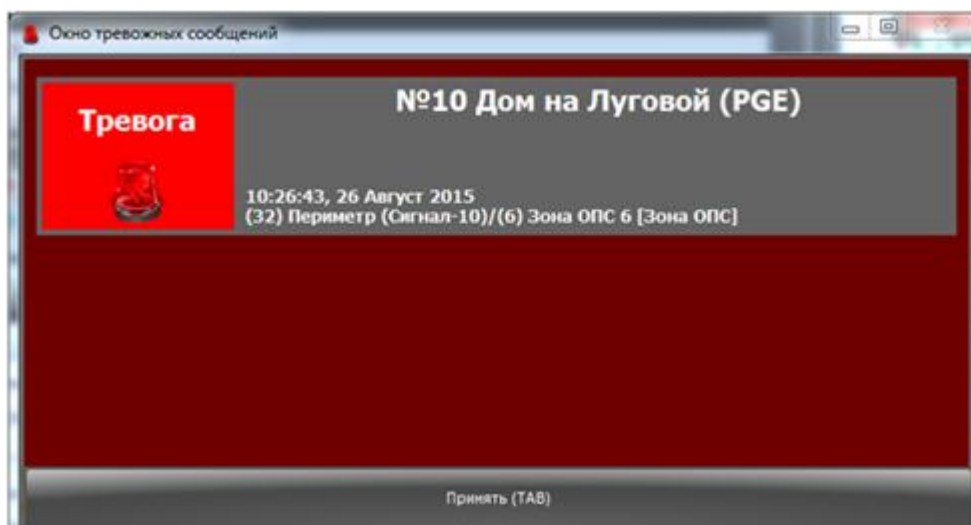 Окно тревожных сообщений
Тревога
№10 Дом на Луговой (PGE)
10:26:43, 26 Август 2015
(32) Периметр (Сигнал-10)/(6) Зона ОПС 6 [Зона ОПС]
Принять (TAB)